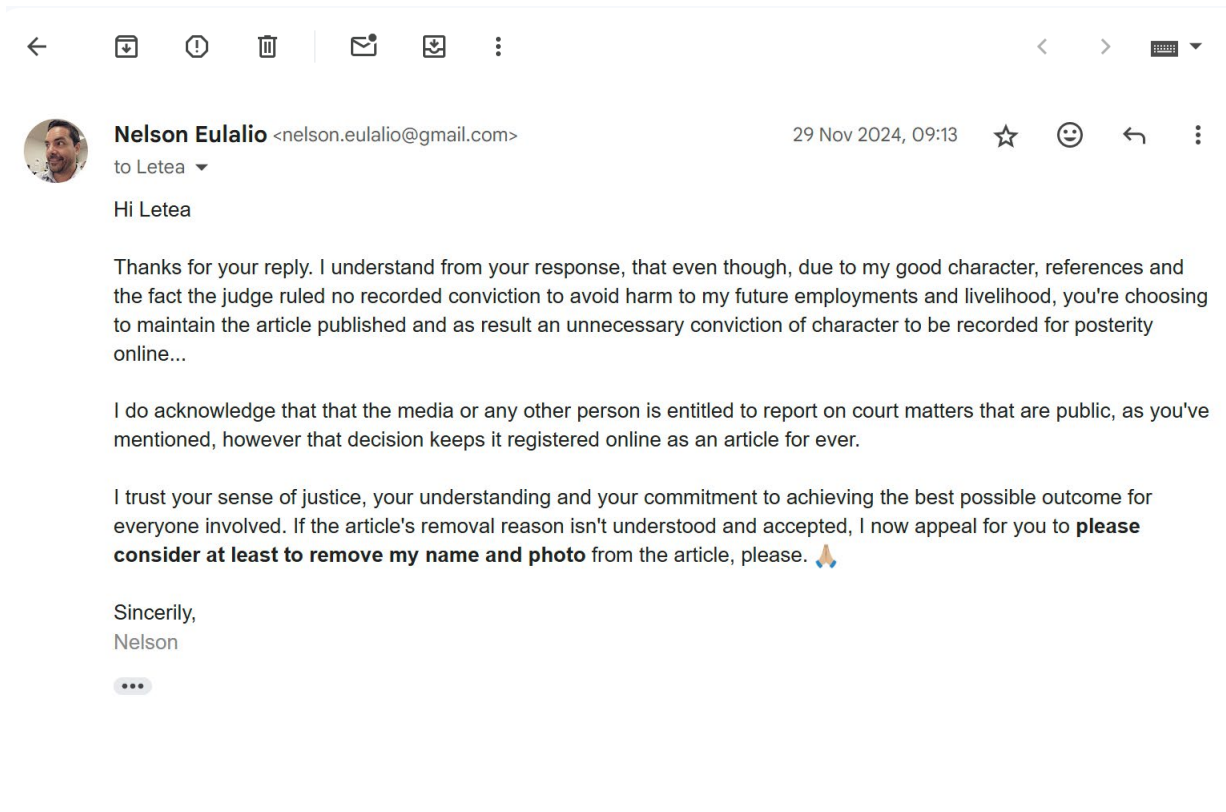 Nelson Eulalio <nelson.eulalio@gmail.com>
29 Nov 2024, 09:13
to Letea
Hi Letea
Thanks for your reply. I understand from your response, that even though, due to my good character, references and
the fact the judge ruled no recorded conviction to avoid harm to my future employments and livelihood, you're choosing
to maintain the article published and as result an unnecessary conviction of character to be recorded for posterity
online...
I do acknowledge that that the media or any other person is entitled to report on court matters that are public, as you've
mentioned, however that decision keeps it registered online as an article for ever.
I trust your sense of justice, your understanding and your commitment to achieving the best possible outcome for
everyone involved. If the article's removal reason isn't understood and accepted, I now appeal for you to please
consider at least to remove my name and photo from the article, please. 🙏🏼
Sincerily,
Nelson